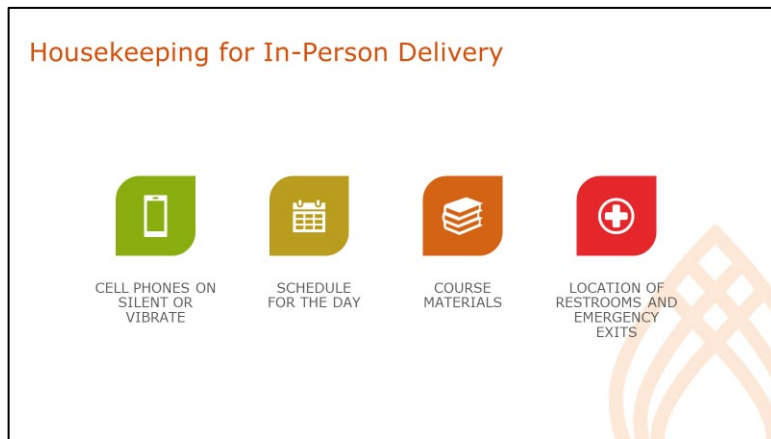 Housekeeping for In-Person Delivery
CELL PHONES ON
SILENT OR
VIBRATE
SCHEDULE
FOR THE DAY
COURSE
MATERIALS
LOCATION OF
RESTROOMS AND
EMERGENCY
EXITS